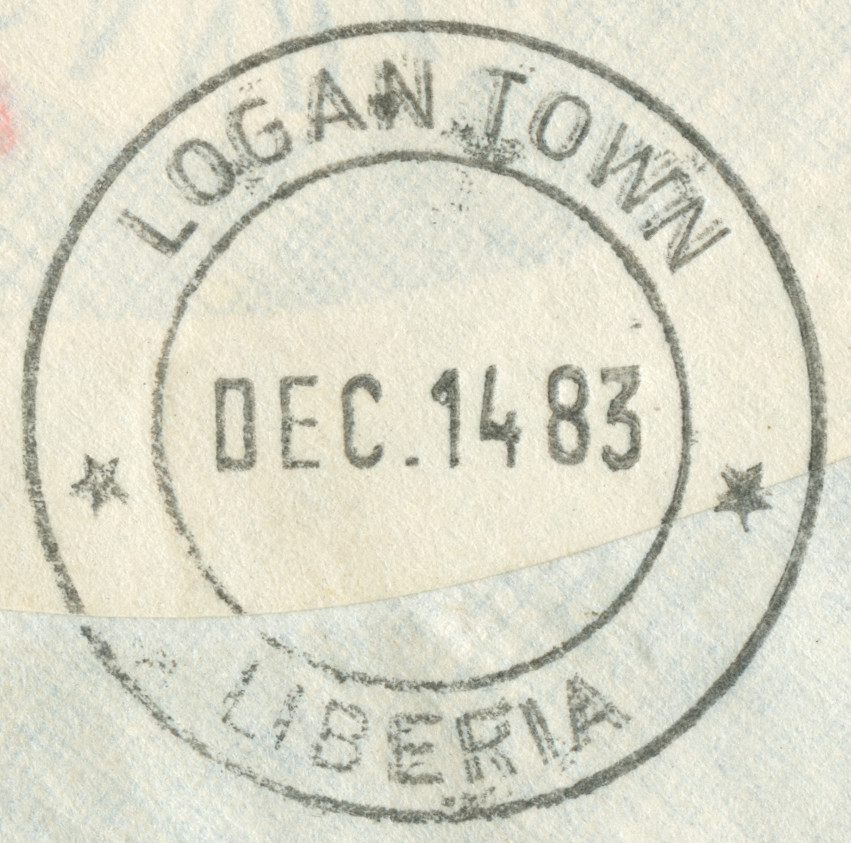 LOGAN TOWN
DEC.14 83
LIBERIA